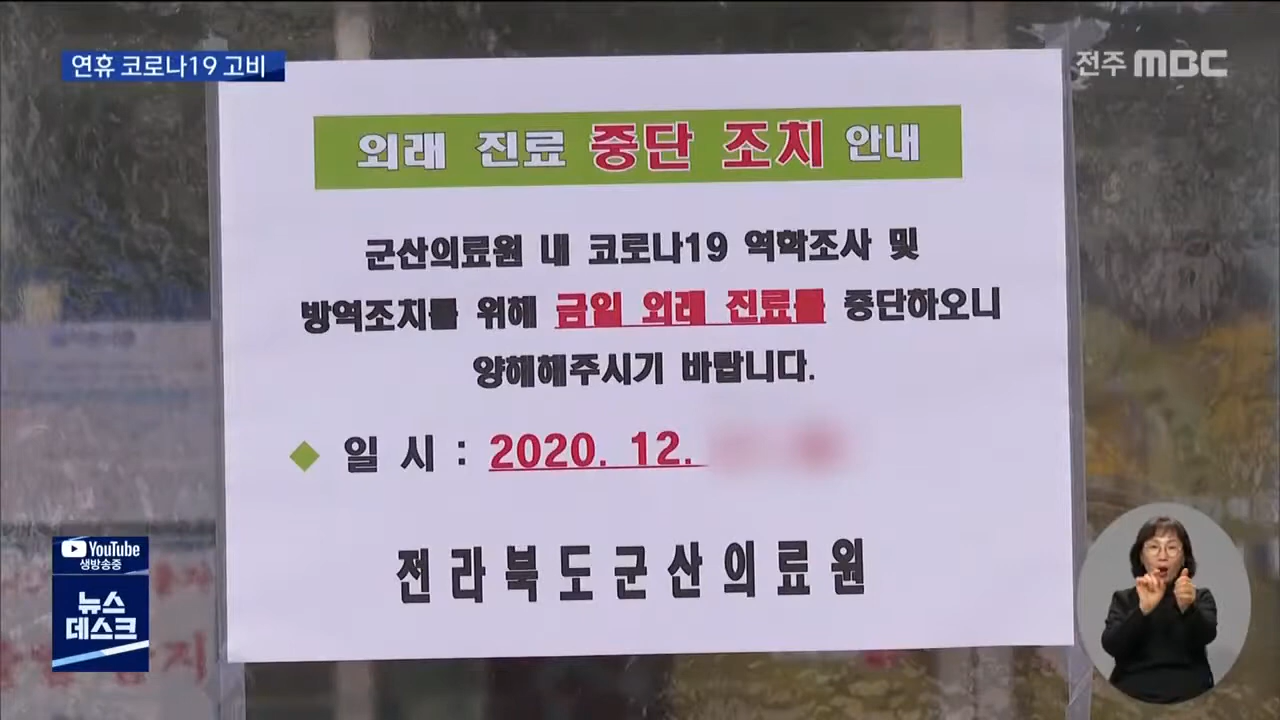 연휴 코로나19 고비
전주 MBC
외래 진료 중단 조치 안내
군산의료원 내 코로나19 역학조사 및
방역조치를 위해 금일 외래 진료를 중단하오니
양해해주시기 바랍니다.
일 시 : 2020. 12.
전라북도군산의료원
YouTube
생방송중
뉴스
데스크